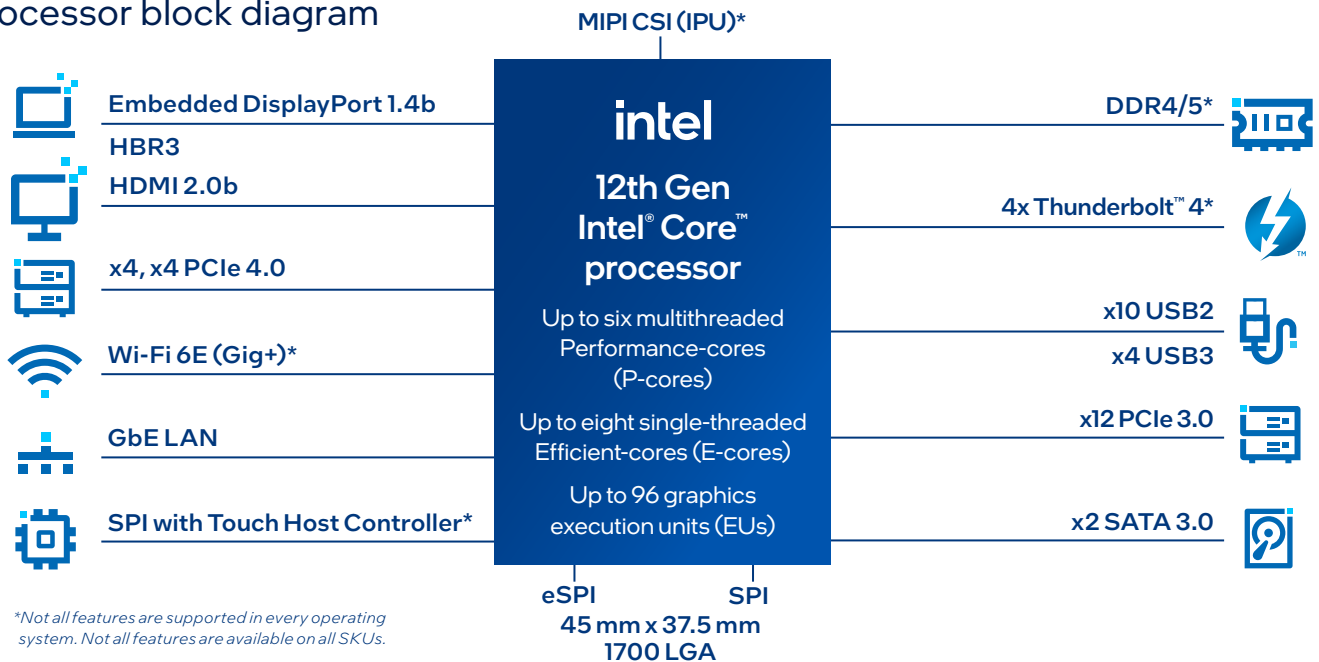 ocessor block diagram
MIPI CSI (IPU)*
Embedded DisplayPort 1.4b
HBR3
HDMI 2.0b
x4, x4 PCIe 4.0
Wi-Fi 6E (Gig+)*
GbE LAN
SPI with Touch Host Controller*
intel
12th Gen
Intel® Core™
processor
Up to six multithreaded
Performance-cores
(P-cores)
Up to eight single-threaded
Efficient-cores (E-cores)
Up to 96 graphics
execution units (EUs)
DDR4/5*
4x Thunderbolt™ 4*
TM
x10 USB2
x4 USB3
x12 PCIe 3.0
x2 SATA 3.0
eSPI SPI
45 mm x 37.5 mm
1700 LGA
*Not all features are supported in every operating
system. Not all features are available on all SKUs.